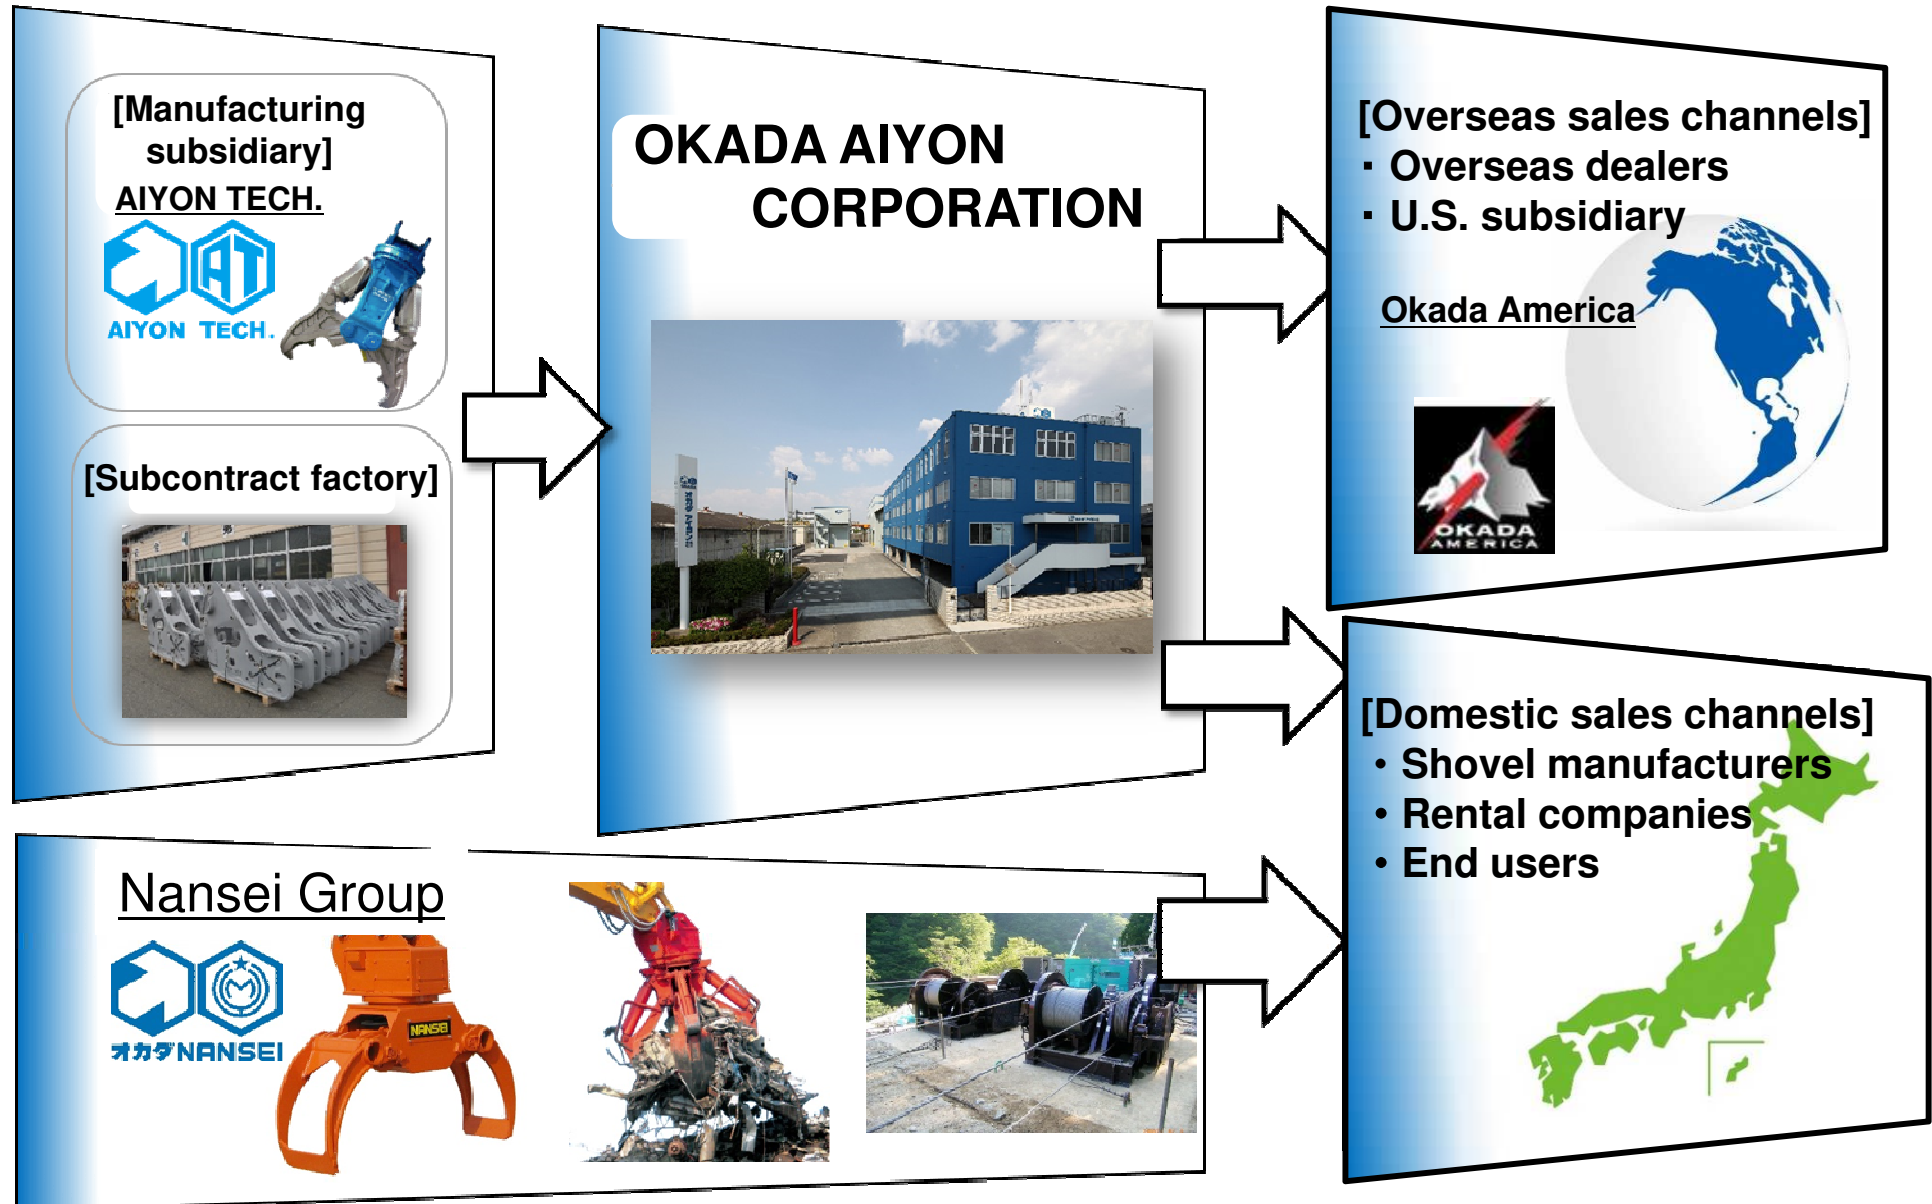 [Manufacturing
subsidiary]
AIYON TECH.
AT
AIYON TECH.
[Subcontract factory]
OKADA AIYON
CORPORATION
[Overseas sales channels]
・ Overseas dealers
・ U.S. subsidiary
Okada America
OKADA
AMERICA
[Domestic sales channels]
・ Shovel manufacturers
・ Rental companies
・ End users
Nansei Group
オカダNANSEI
NANSEI